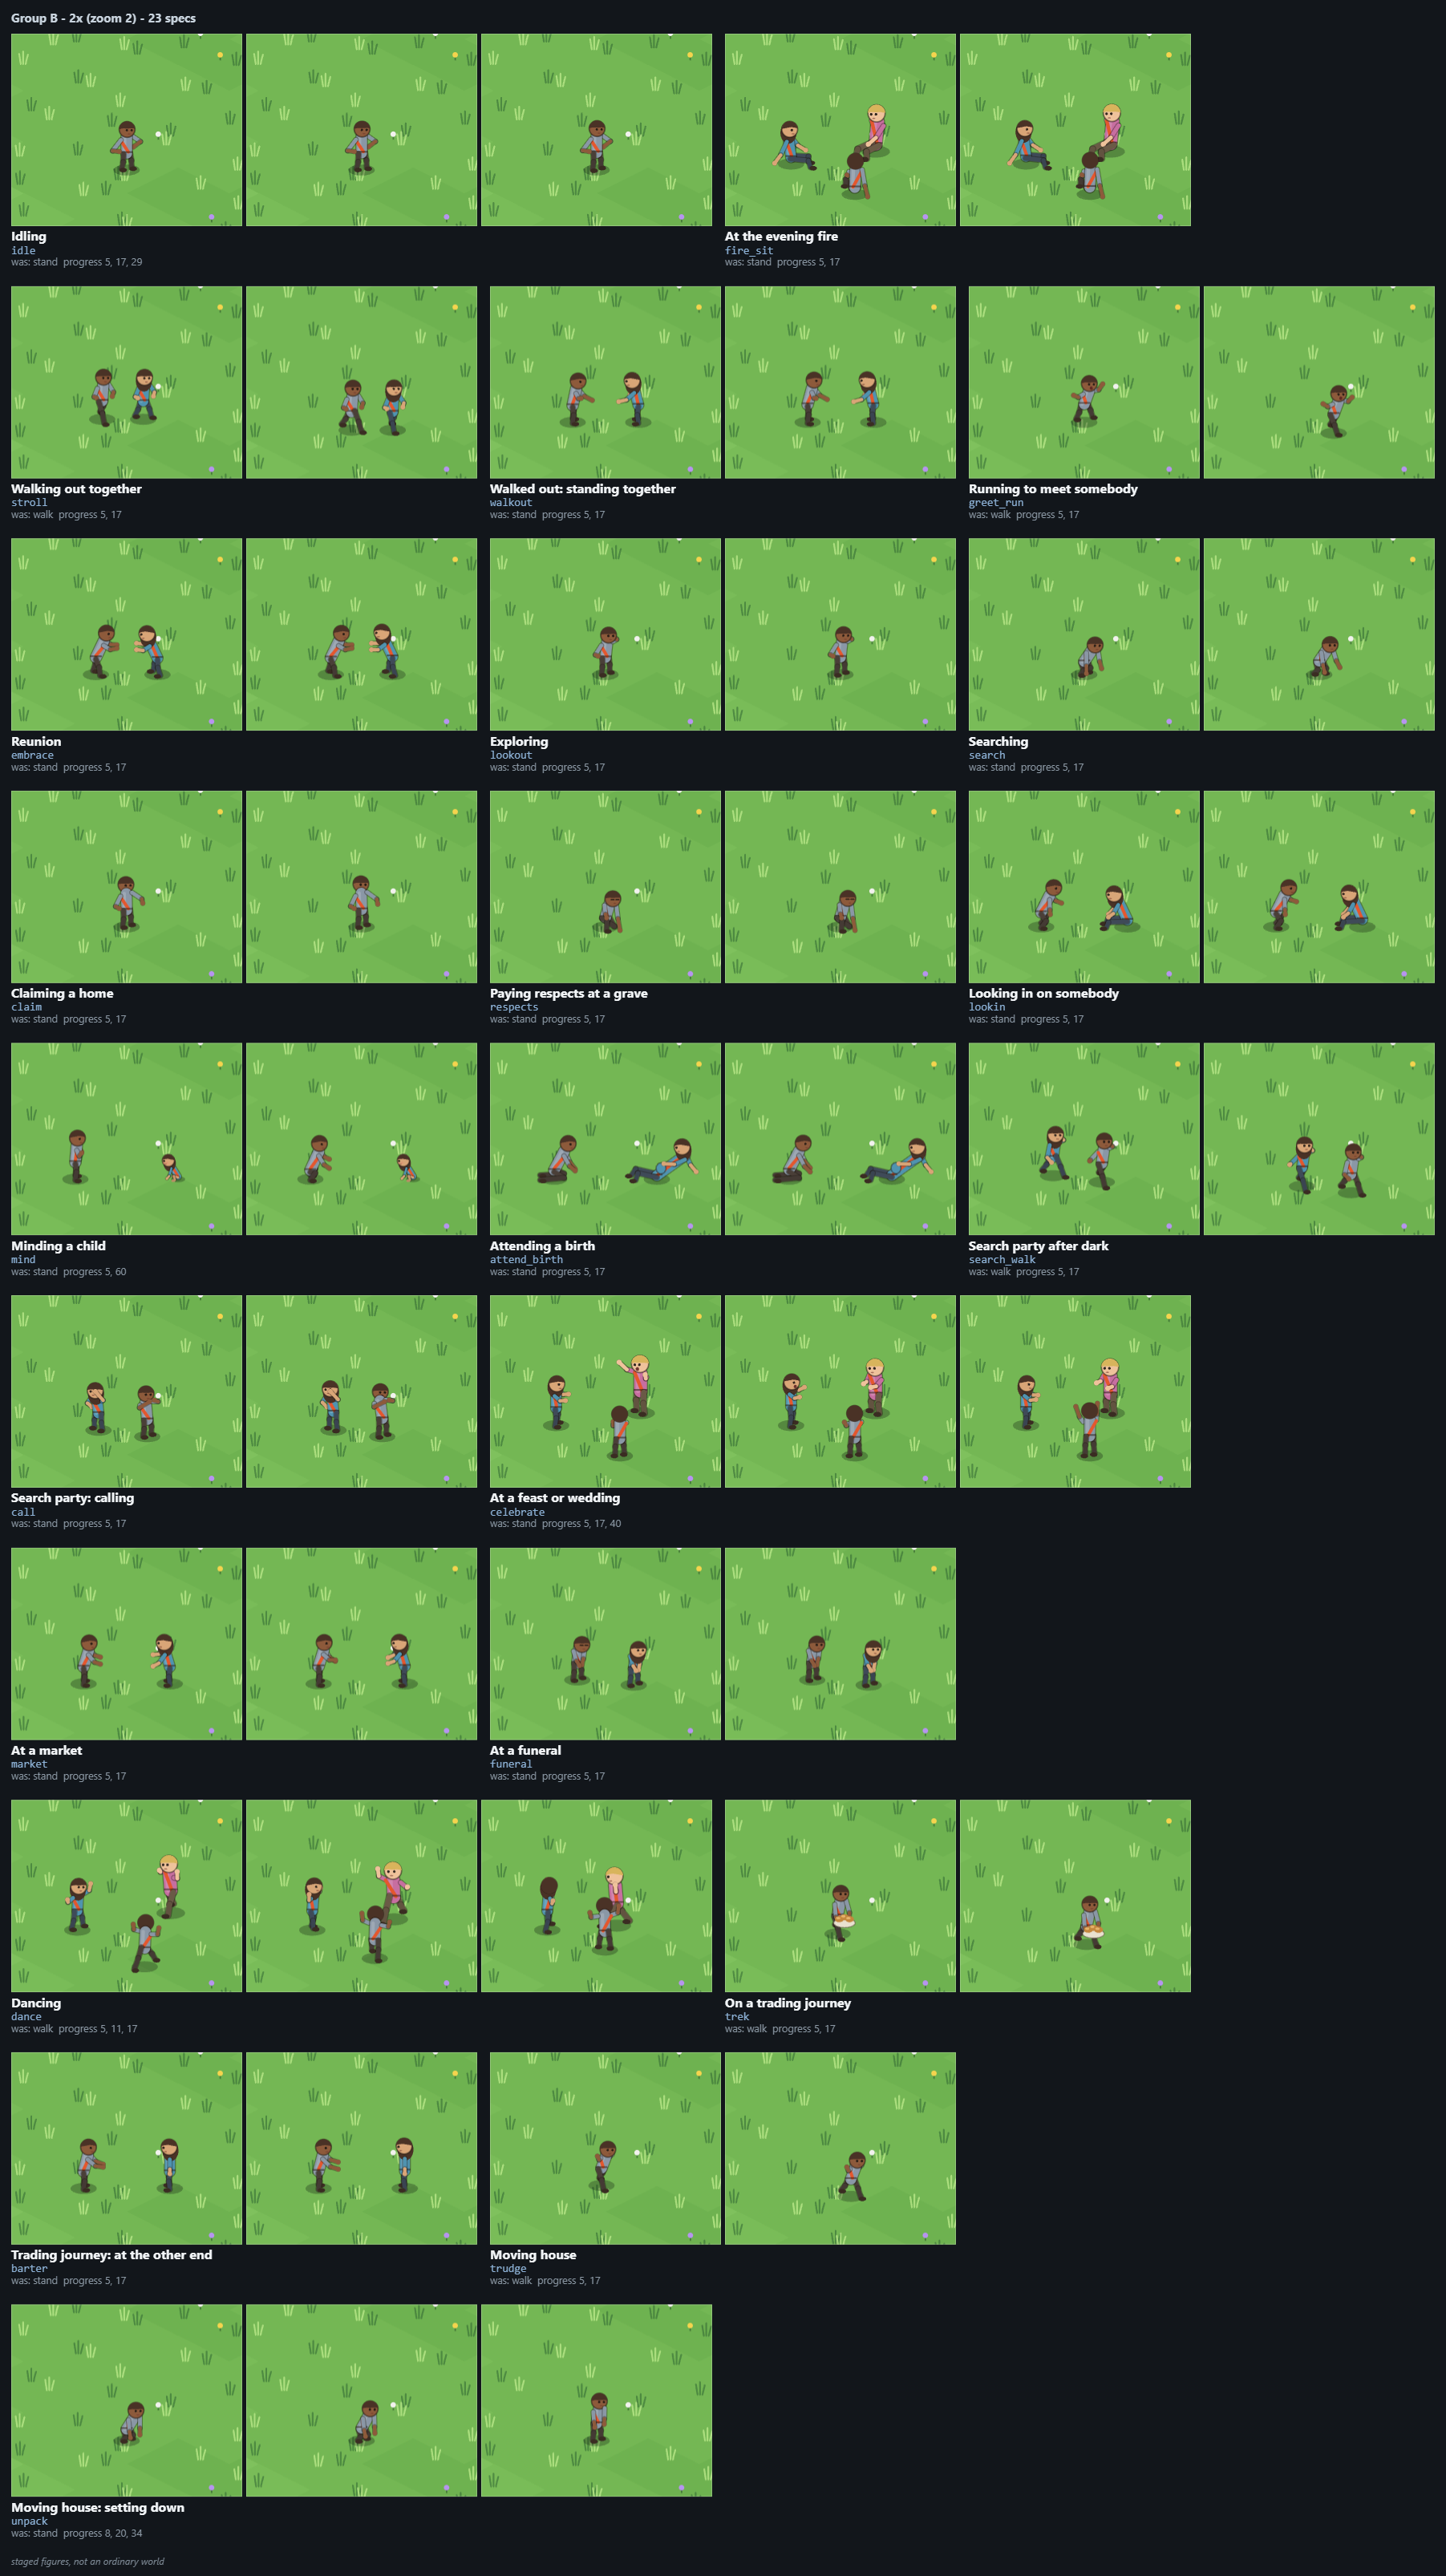 Group B - 2x (zoom 2) - 23 specs
Idling
idle
was: stand progress 5, 17, 29
At the evening fire
fire_sit
was: stand progress 5, 17
Walking out together
stroll
was: walk progress 5, 17
Walked out: standing together
walkout
was: stand progress 5, 17
Running to meet somebody
greet_run
was: walk progress 5, 17
Reunion
embrace
was: stand progress 5, 17
Exploring
lookout
was: stand progress 5, 17
Searching
search
was: stand progress 5, 17
Claiming a home
claim
was: stand progress 5, 17
Paying respects at a grave
respects
was: stand progress 5, 17
Looking in on somebody
lookin
was: stand progress 5, 17
Minding a child
mind
was: stand progress 5, 60
Attending a birth
attend_birth
was: stand progress 5, 17
Search party after dark
search_walk
was: walk progress 5, 17
Search party: calling
call
was: stand progress 5, 17
At a feast or wedding
celebrate
was: stand progress 5, 17, 40
At a market
market
was: stand progress 5, 17
At a funeral
funeral
was: stand progress 5, 17
Dancing
dance
was: walk progress 5, 11, 17
On a trading journey
trek
was: walk progress 5, 17
Trading journey: at the other end
barter
was: stand progress 5, 17
Moving house
trudge
was: walk progress 5, 17
Moving house: setting down
unpack
was: stand progress 8, 20, 34
staged figures, not an ordinary world